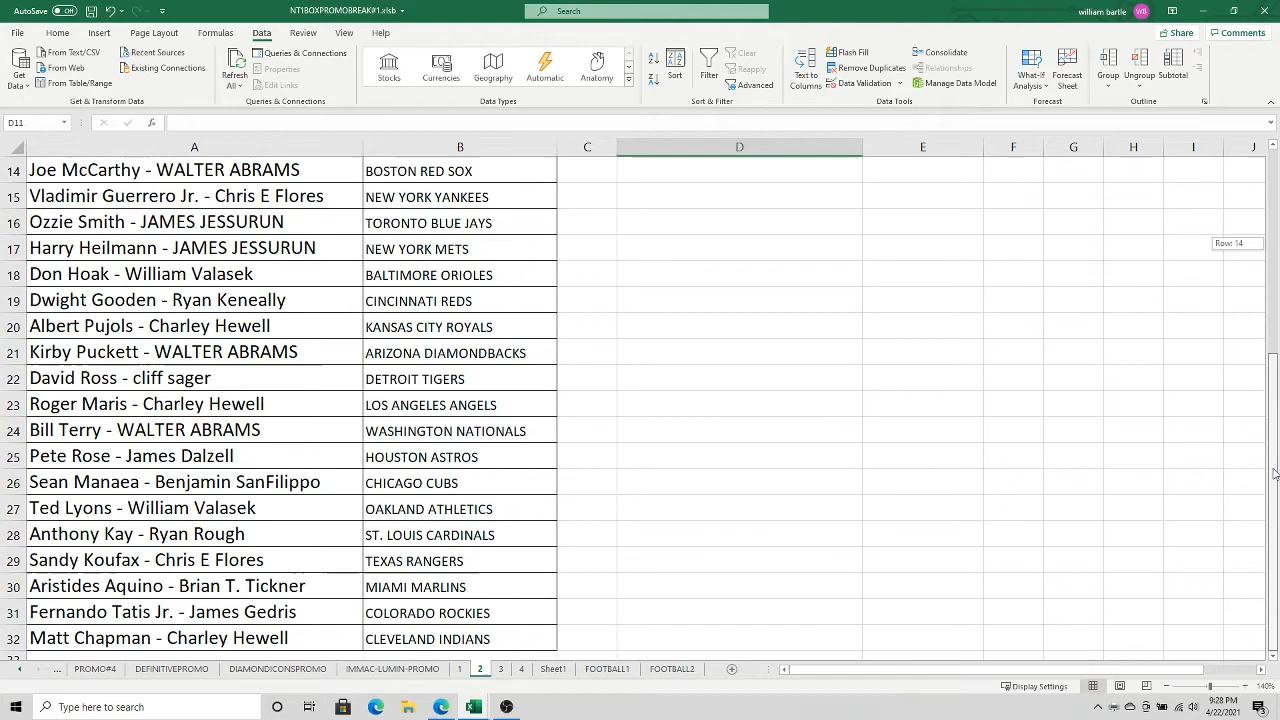 AutoSave Off NT1BOXPROMOBREAK#1.xlsb Search william bartle WB
File Home Insert Page Layout Formulas Data Review View Help Share Comments
Get Data From Text/CSV From Web From Table/Range Recent Sources Existing Connections
Refresh All Queries & Connections Properties Edit Links
Stocks Currencies Geography Automatic Anatomy
Sort Filter Clear Reapply Advanced
Text to Columns Flash Fill Remove Duplicates Data Validation Consolidate Relationships Manage Data Model
What-If Analysis Forecast Sheet Group Ungroup Subtotal
Get & Transform Data Queries & Connections Data Types Sort & Filter Data Tools Forecast Outline
D11 fx
A B C D E F G H I J
14 Joe McCarthy - WALTER ABRAMS BOSTON RED SOX
15 Vladimir Guerrero Jr. - Chris E Flores NEW YORK YANKEES
16 Ozzie Smith - JAMES JESSURUN TORONTO BLUE JAYS
Row: 14
17 Harry Heilmann - JAMES JESSURUN NEW YORK METS
18 Don Hoak - William Valasek BALTIMORE ORIOLES
19 Dwight Gooden - Ryan Keneally CINCINNATI REDS
20 Albert Pujols - Charley Hewell KANSAS CITY ROYALS
21 Kirby Puckett - WALTER ABRAMS ARIZONA DIAMONDBACKS
22 David Ross - cliff sager DETROIT TIGERS
23 Roger Maris - Charley Hewell LOS ANGELES ANGELS
24 Bill Terry - WALTER ABRAMS WASHINGTON NATIONALS
25 Pete Rose - James Dalzell HOUSTON ASTROS
26 Sean Manaea - Benjamin SanFilippo CHICAGO CUBS
27 Ted Lyons - William Valasek OAKLAND ATHLETICS
28 Anthony Kay - Ryan Rough ST. LOUIS CARDINALS
29 Sandy Koufax - Chris E Flores TEXAS RANGERS
30 Aristides Aquino - Brian T. Tickner MIAMI MARLINS
31 Fernando Tatis Jr. - James Gedris COLORADO ROCKIES
32 Matt Chapman - Charley Hewell CLEVELAND INDIANS
... PROMO#4 DEFINITIVEPROMO DIAMONDICONSPROMO IMMAC-LUMIN-PROMO 1 2 3 4 Sheet1 FOOTBALL1 FOOTBALL2
Display Settings 140%
Type here to search 9:28 PM
4/22/2021